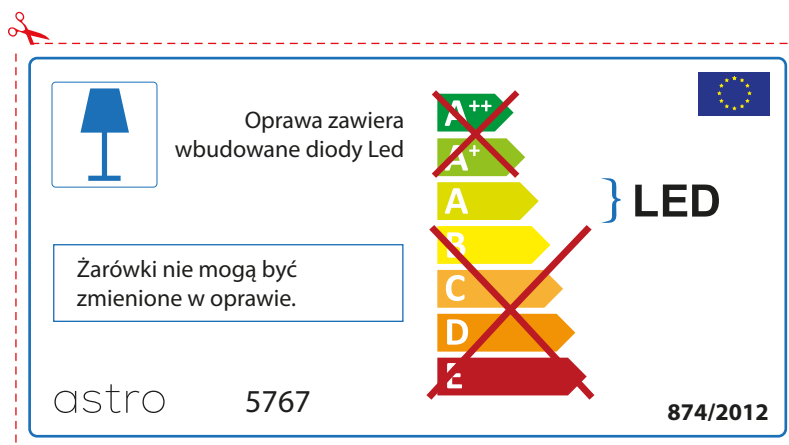 Oprawa zawiera
wbudowane diody Led
A++
A+
A
B
C
D
E
LED
Żarówki nie mogą być
zmienione w oprawie.
astro
5767
874/2012